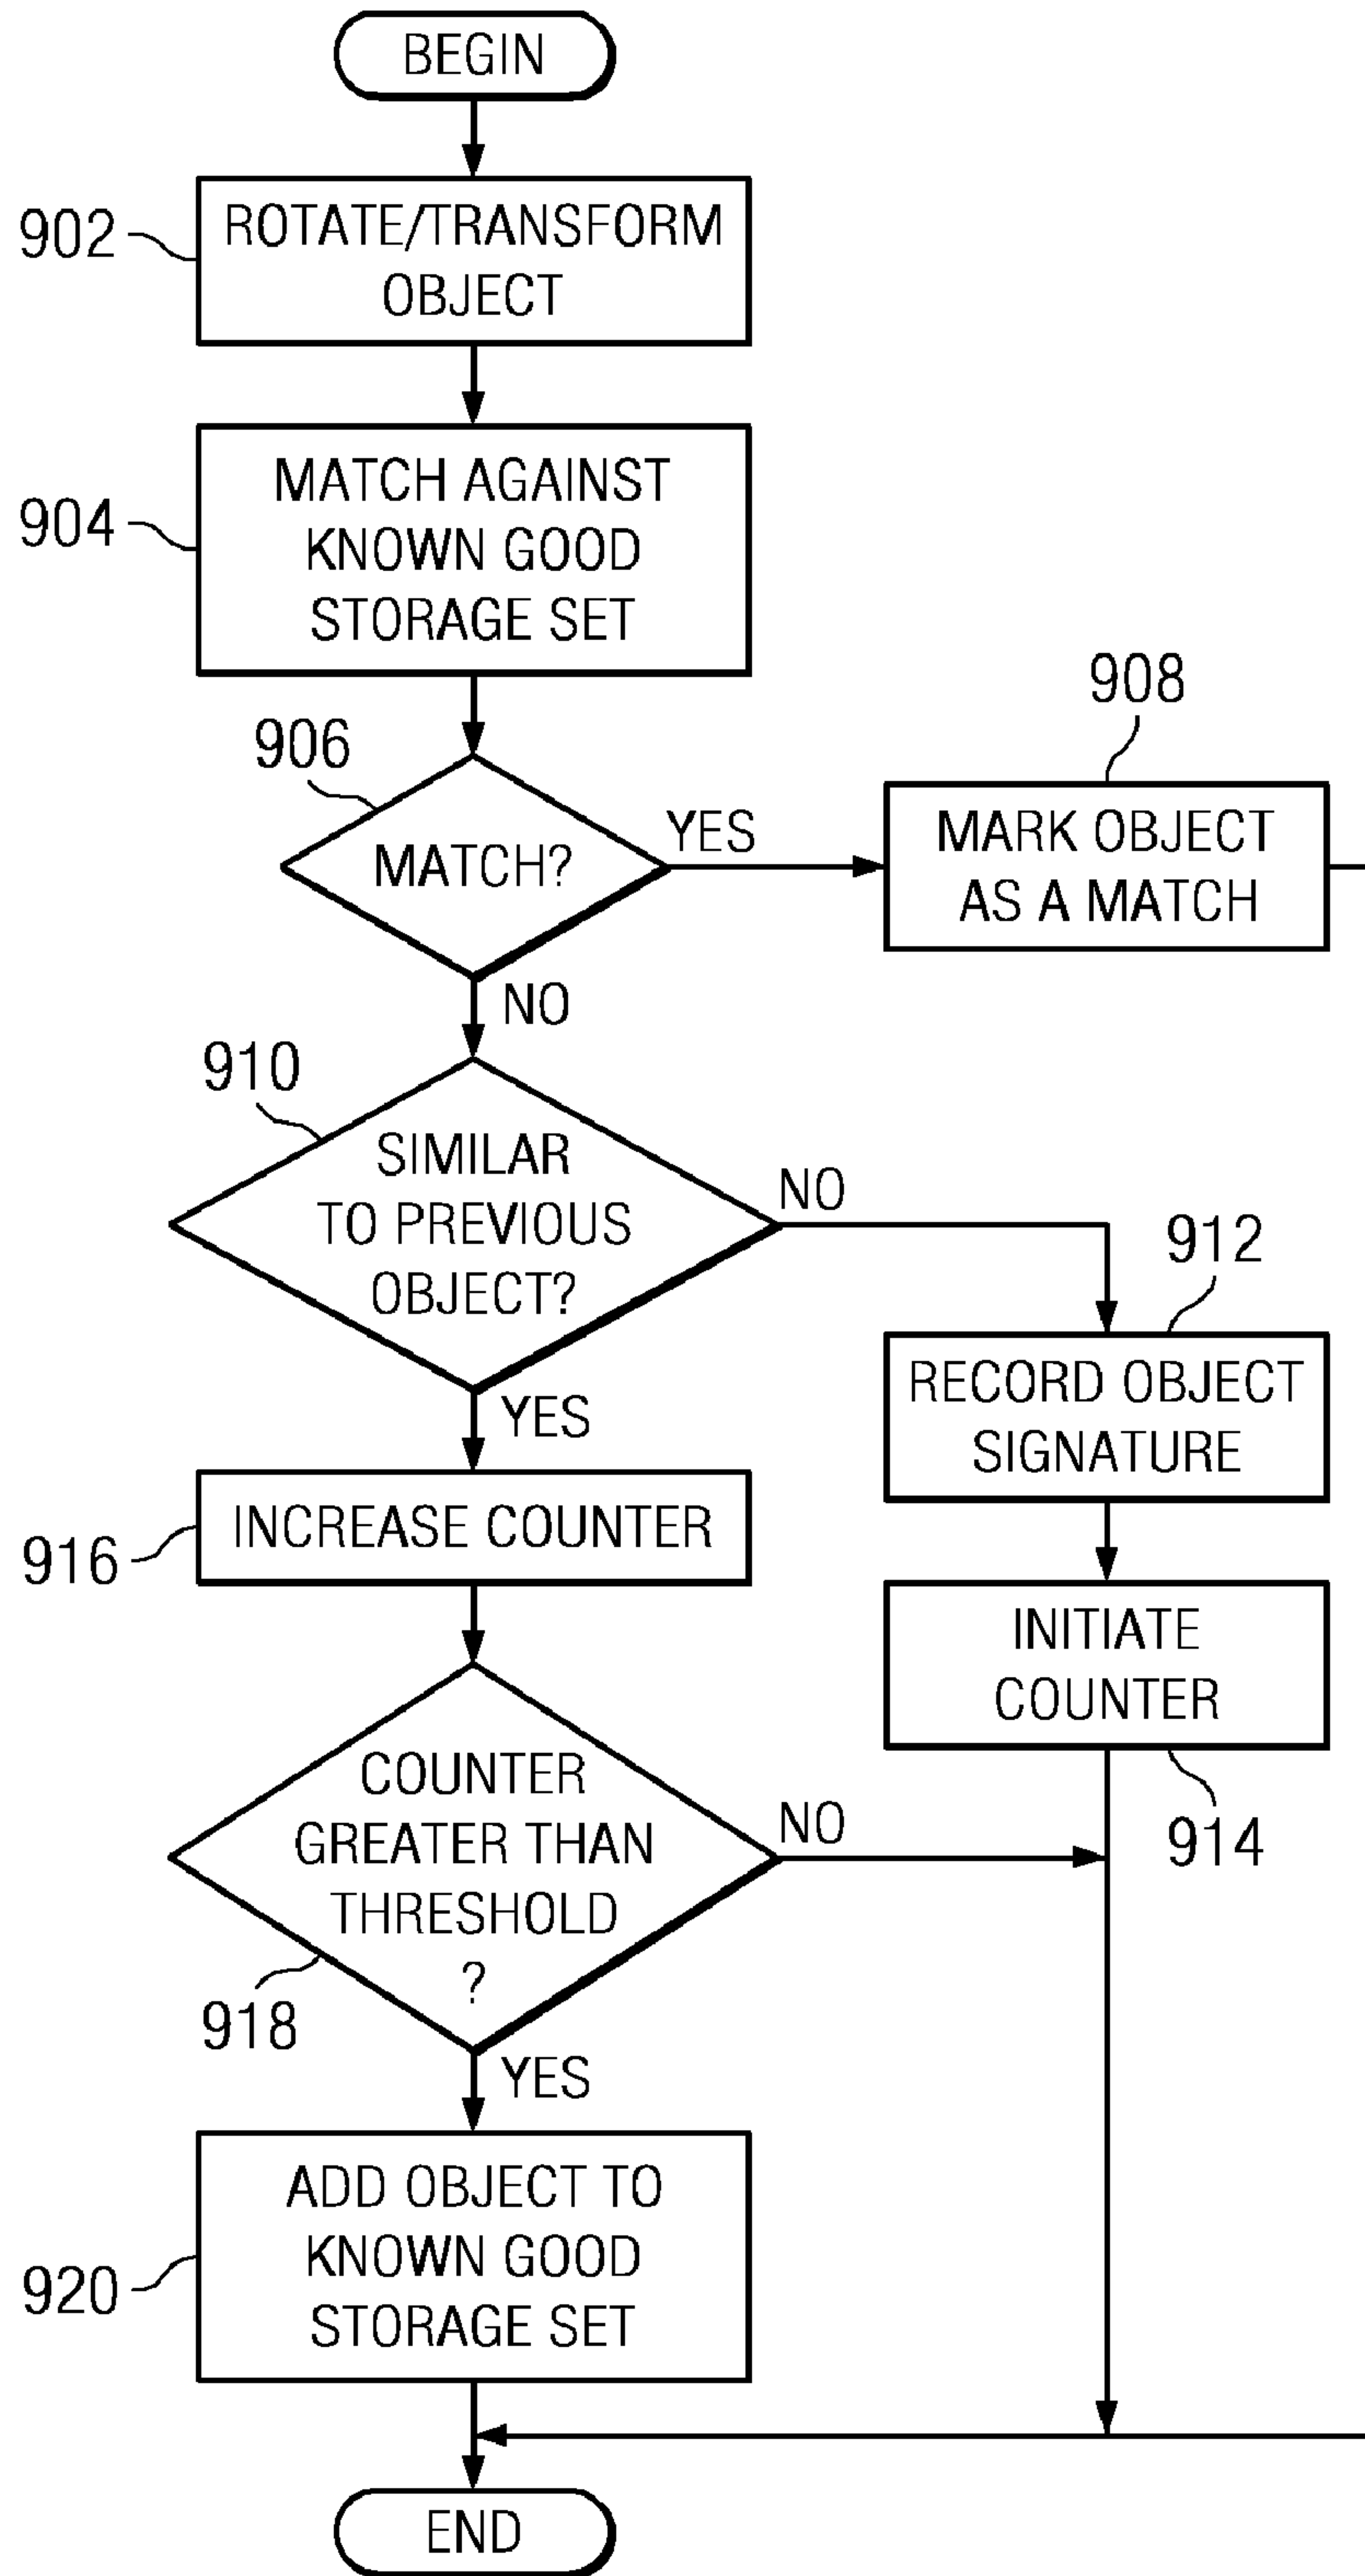 BEGIN
902
ROTATE/TRANSFORM
OBJECT
904
MATCH AGAINST
KNOWN GOOD
STORAGE SET
906
MATCH?
YES
908
MARK OBJECT
AS A MATCH
NO
910
SIMILAR
TO PREVIOUS
OBJECT?
NO
912
RECORD OBJECT
SIGNATURE
YES
916
INCREASE COUNTER
INITIATE
COUNTER
914
COUNTER
GREATER THAN
THRESHOLD
?
NO
918
YES
920
ADD OBJECT TO
KNOWN GOOD
STORAGE SET
END